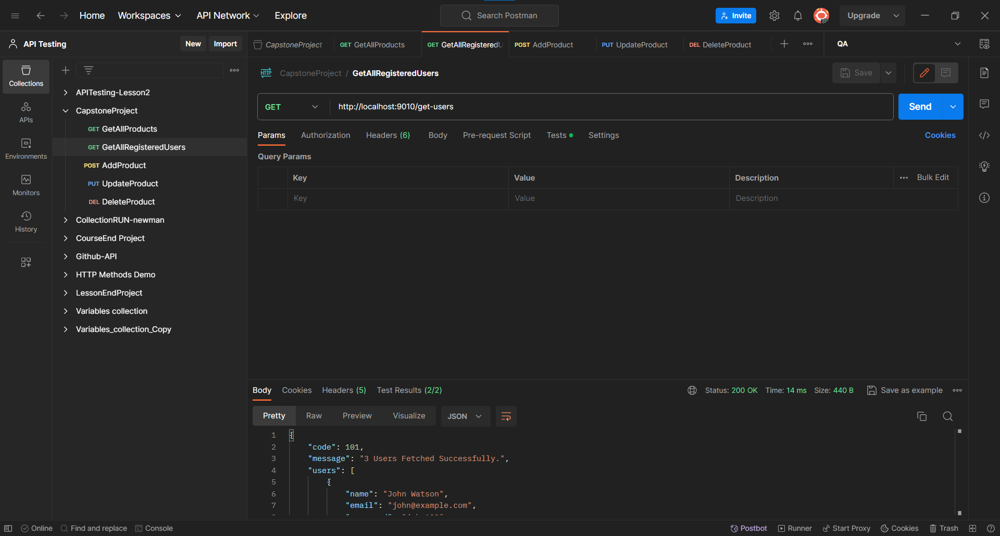 Home Workspaces API Network Explore Search Postman Invite Upgrade
API Testing New Import CapstoneProject GET GetAllProducts GET GetAllRegisteredU POST AddProduct PUT UpdateProduct DEL DeleteProduct QA
HTTP CapstoneProject / GetAllRegisteredUsers Save
Collections
APIs
Environments
Monitors
History
APITesting-Lesson2
CapstoneProject
GET GetAllProducts
GET GetAllRegisteredUsers
POST AddProduct
PUT UpdateProduct
DEL DeleteProduct
CollectionRUN-newman
CourseEnd Project
Github-API
HTTP Methods Demo
LessonEndProject
Variables collection
Variables_collection_Copy
GET http://localhost:9010/get-users Send
Params Authorization Headers (6) Body Pre-request Script Tests Settings Cookies
Query Params
Key Value Description Bulk Edit
Key Value Description
Body Cookies Headers (5) Test Results (2/2) Status: 200 OK Time: 14 ms Size: 440 B Save as example
Pretty Raw Preview Visualize JSON
1 {
2 "code": 101,
3 "message": "3 Users Fetched Successfully.",
4 "users": [
5 {
6 "name": "John Watson",
7 "email": "john@example.com",
Online Find and replace Console Postbot Runner Start Proxy Cookies Trash